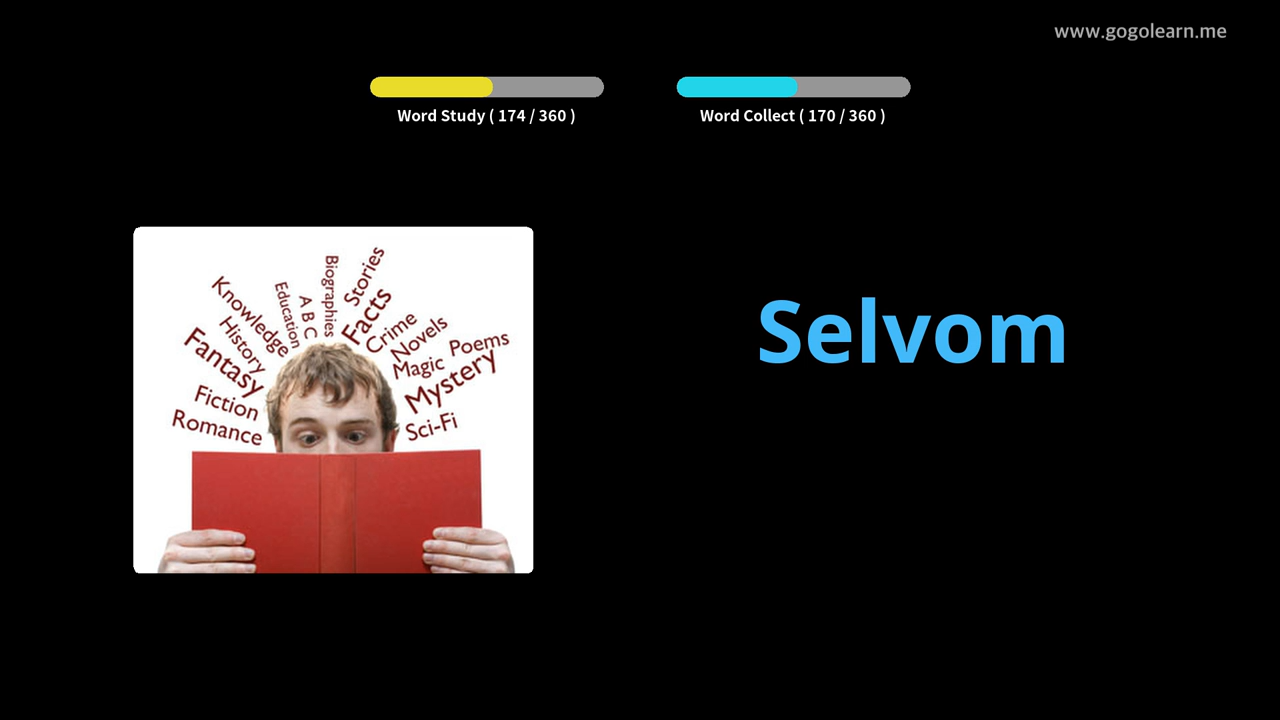 www.gogolearn.me
Word Study ( 174 / 360 )
Word Collect ( 170 / 360 )
Selvom
Biographies
Stories
Education
A B C
Facts
Knowledge
Crime
History
Novels
Fantasy
Magic
Poems
Mystery
Fiction
Romance
Sci-Fi